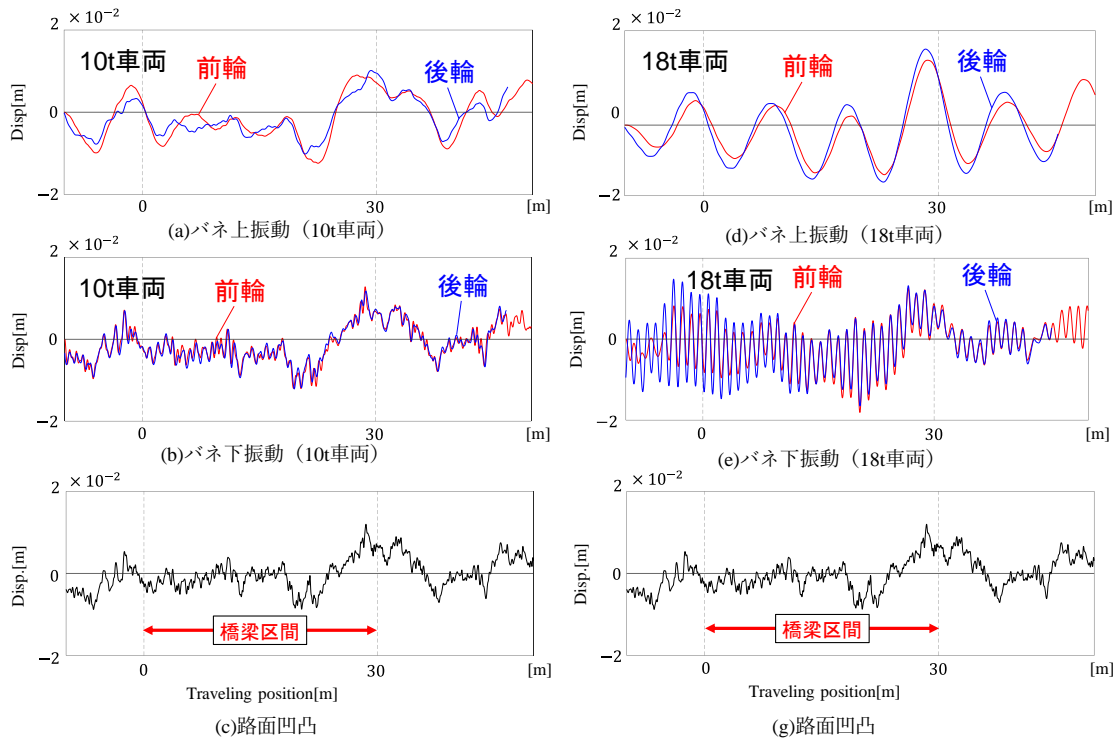 2 × 10⁻²
10t車両
前輪
後輪
Disp[m]
0
−2
0
30
[m]
(a)バネ上振動（10t車両）
2 × 10⁻²
10t車両
前輪
後輪
Disp[m]
0
−2
0
30
[m]
(b)バネ下振動（10t車両）
2 × 10⁻²
Disp.[m]
0
橋梁区間
−2
0
30
Traveling position[m]
(c)路面凹凸
2 × 10⁻²
18t車両
前輪
後輪
Disp[m]
0
−2
0
30
[m]
(d)バネ上振動（18t車両）
2 × 10⁻²
18t車両
前輪
後輪
Disp[m]
0
−2
0
30
[m]
(e)バネ下振動（18t車両）
2 × 10⁻²
Disp.[m]
0
橋梁区間
−2
0
30
Traveling position[m]
(g)路面凹凸